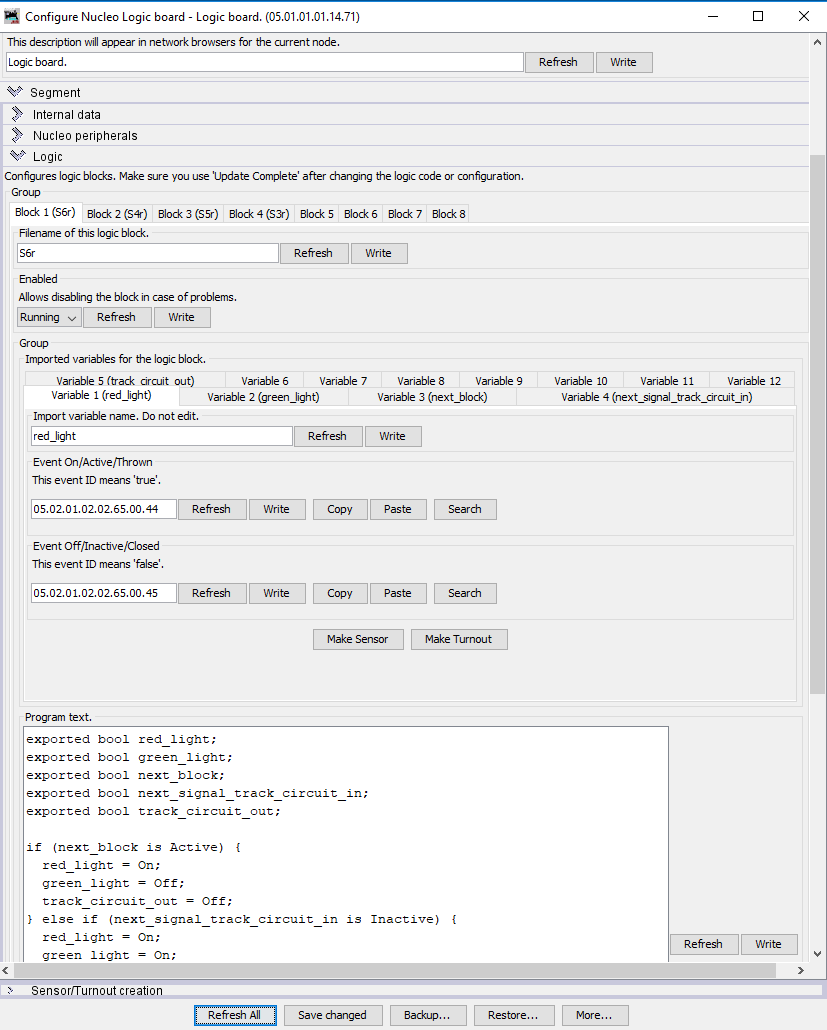 Configure Nucleo Logic board - Logic board. (05.01.01.01.14.71)
This description will appear in network browsers for the current node.
Logic board. Refresh Write
Segment
Internal data
Nucleo peripherals
Logic
Configures logic blocks. Make sure you use 'Update Complete' after changing the logic code or configuration.
Group
Block 1 (S6r) Block 2 (S4r) Block 3 (S5r) Block 4 (S3r) Block 5 Block 6 Block 7 Block 8
Filename of this logic block.
S6r Refresh Write
Enabled
Allows disabling the block in case of problems.
Running Refresh Write
Group
Imported variables for the logic block.
Variable 5 (track_circuit_out) Variable 6 Variable 7 Variable 8 Variable 9 Variable 10 Variable 11 Variable 12
Variable 1 (red_light) Variable 2 (green_light) Variable 3 (next_block) Variable 4 (next_signal_track_circuit_in)
Import variable name. Do not edit.
red_light Refresh Write
Event On/Active/Thrown
This event ID means 'true'.
05.02.01.02.02.65.00.44 Refresh Write Copy Paste Search
Event Off/Inactive/Closed
This event ID means 'false'.
05.02.01.02.02.65.00.45 Refresh Write Copy Paste Search
Make Sensor Make Turnout
Program text.
exported bool red_light;
exported bool green_light;
exported bool next_block;
exported bool next_signal_track_circuit_in;
exported bool track_circuit_out;
if (next_block is Active) {
red_light = On;
green_light = Off;
track_circuit_out = Off;
} else if (next_signal_track_circuit_in is Inactive) {
red_light = On;
green_light = On;
Refresh Write
Sensor/Turnout creation
Refresh All Save changed Backup... Restore... More...